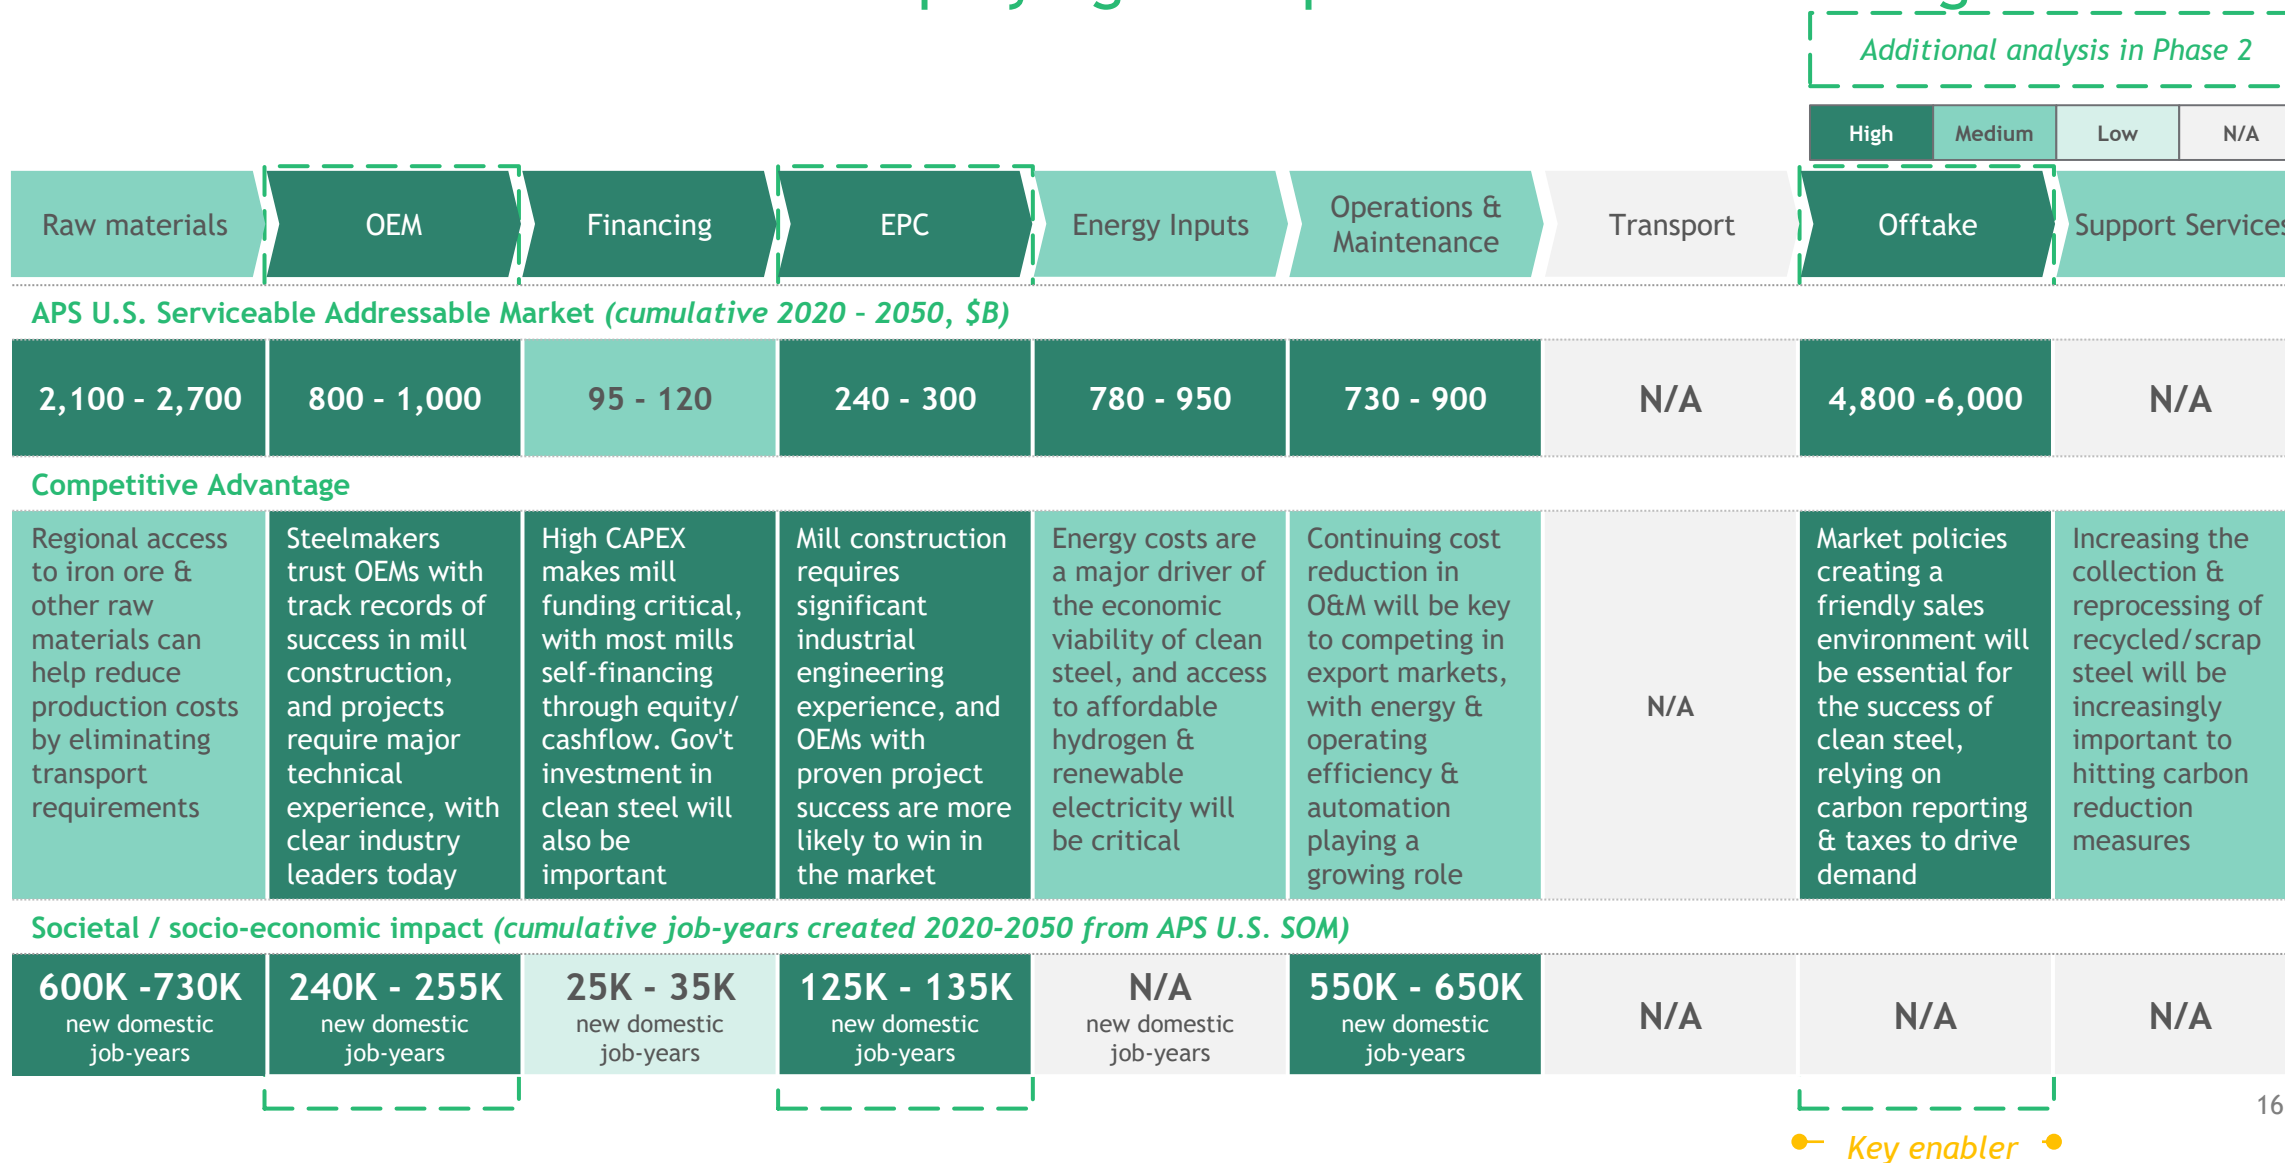 Additional analysis in Phase 2
High
Medium
Low
N/A
Raw materials
OEM
Financing
EPC
Energy Inputs
Operations &
Maintenance
Transport
Offtake
Support Services
APS U.S. Serviceable Addressable Market (cumulative 2020 – 2050, $B)
2,100 – 2,700
800 – 1,000
95 - 120
240 - 300
780 - 950
730 - 900
N/A
4,800 -6,000
N/A
Competitive Advantage
Regional access
to iron ore &
other raw
materials can
help reduce
production costs
by eliminating
transport
requirements
Steelmakers
trust OEMs with
track records of
success in mill
construction,
and projects
require major
technical
experience, with
clear industry
leaders today
High CAPEX
makes mill
funding critical,
with most mills
self-financing
through equity/
cashflow. Gov't
investment in
clean steel will
also be
important
Mill construction
requires
significant
industrial
engineering
experience, and
OEMs with
proven project
success are more
likely to win in
the market
Energy costs are
a major driver of
the economic
viability of clean
steel, and access
to affordable
hydrogen &
renewable
electricity will
be critical
Continuing cost
reduction in
O&M will be key
to competing in
export markets,
with energy &
operating
efficiency &
automation
playing a
growing role
N/A
Market policies
creating a
friendly sales
environment will
be essential for
the success of
clean steel,
relying on
carbon reporting
& taxes to drive
demand
Increasing the
collection &
reprocessing of
recycled/scrap
steel will be
increasingly
important to
hitting carbon
reduction
measures
Societal / socio-economic impact (cumulative job-years created 2020-2050 from APS U.S. SOM)
600K -730K
new domestic
job-years
240K - 255K
new domestic
job-years
25K - 35K
new domestic
job-years
125K - 135K
new domestic
job-years
N/A
new domestic
job-years
550K - 650K
new domestic
job-years
N/A
N/A
N/A
16
Key enabler